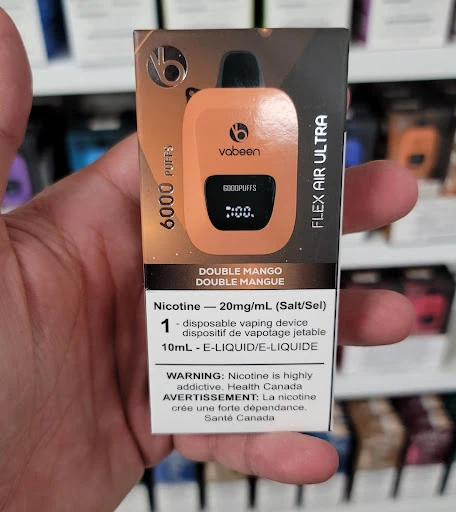 6000 PUFFS
vabeen
6000PUFFS
100
FLEX AIR ULTRA
DOUBLE MANGO
DOUBLE MANGUE
Nicotine — 20mg/mL (Salt/Sel)
1 - disposable vaping device
dispositif de vapotage jetable
10mL - E-LIQUID/E-LIQUIDE
WARNING: Nicotine is highly
addictive. Health Canada
AVERTISSEMENT: La nicotine
crée une forte dépendance.
Santé Canada